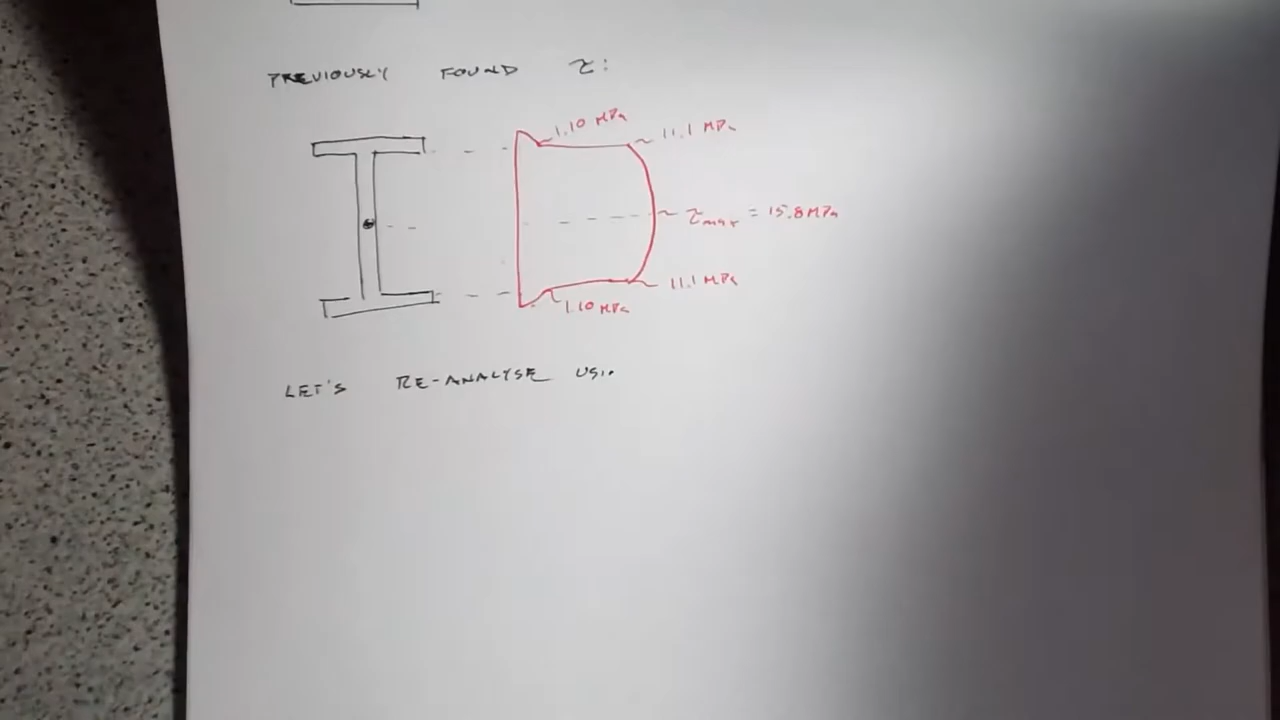 PREVIOUSLY FOUND τ:
1.10 MPa
11.1 MPa
τmax = 15.8 MPa
11.1 MPa
1.10 MPa
LET'S RE-ANALYSE USI